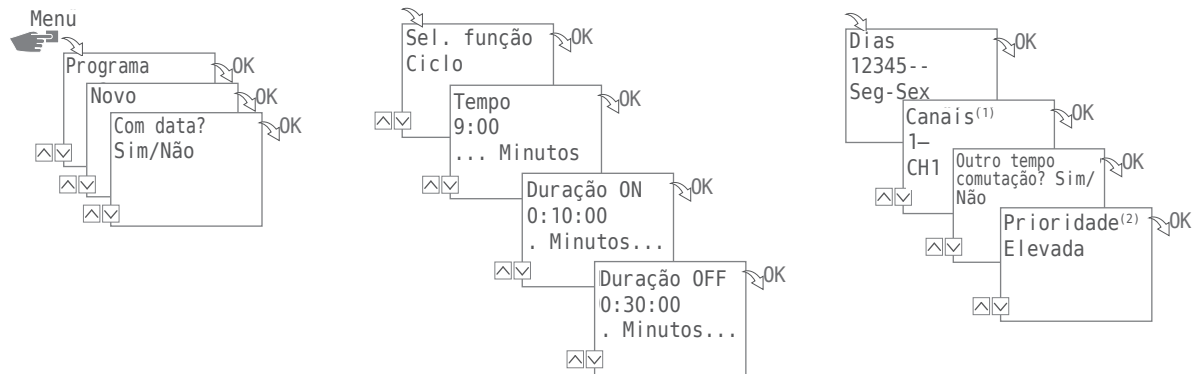 Menu
Programa
OK
Novo
OK
Com data?
Sim/Não
OK
Sel. função
Ciclo
OK
Tempo
9:00
... Minutos
OK
Duração ON
0:10:00
. Minutos...
OK
Duração OFF
0:30:00
. Minutos...
OK
Dias
12345--
Seg-Sex
OK
Canais(1)
1–
CH1
OK
Outro tempo
comutação? Sim/
Não
OK
Prioridade(2)
Elevada
OK